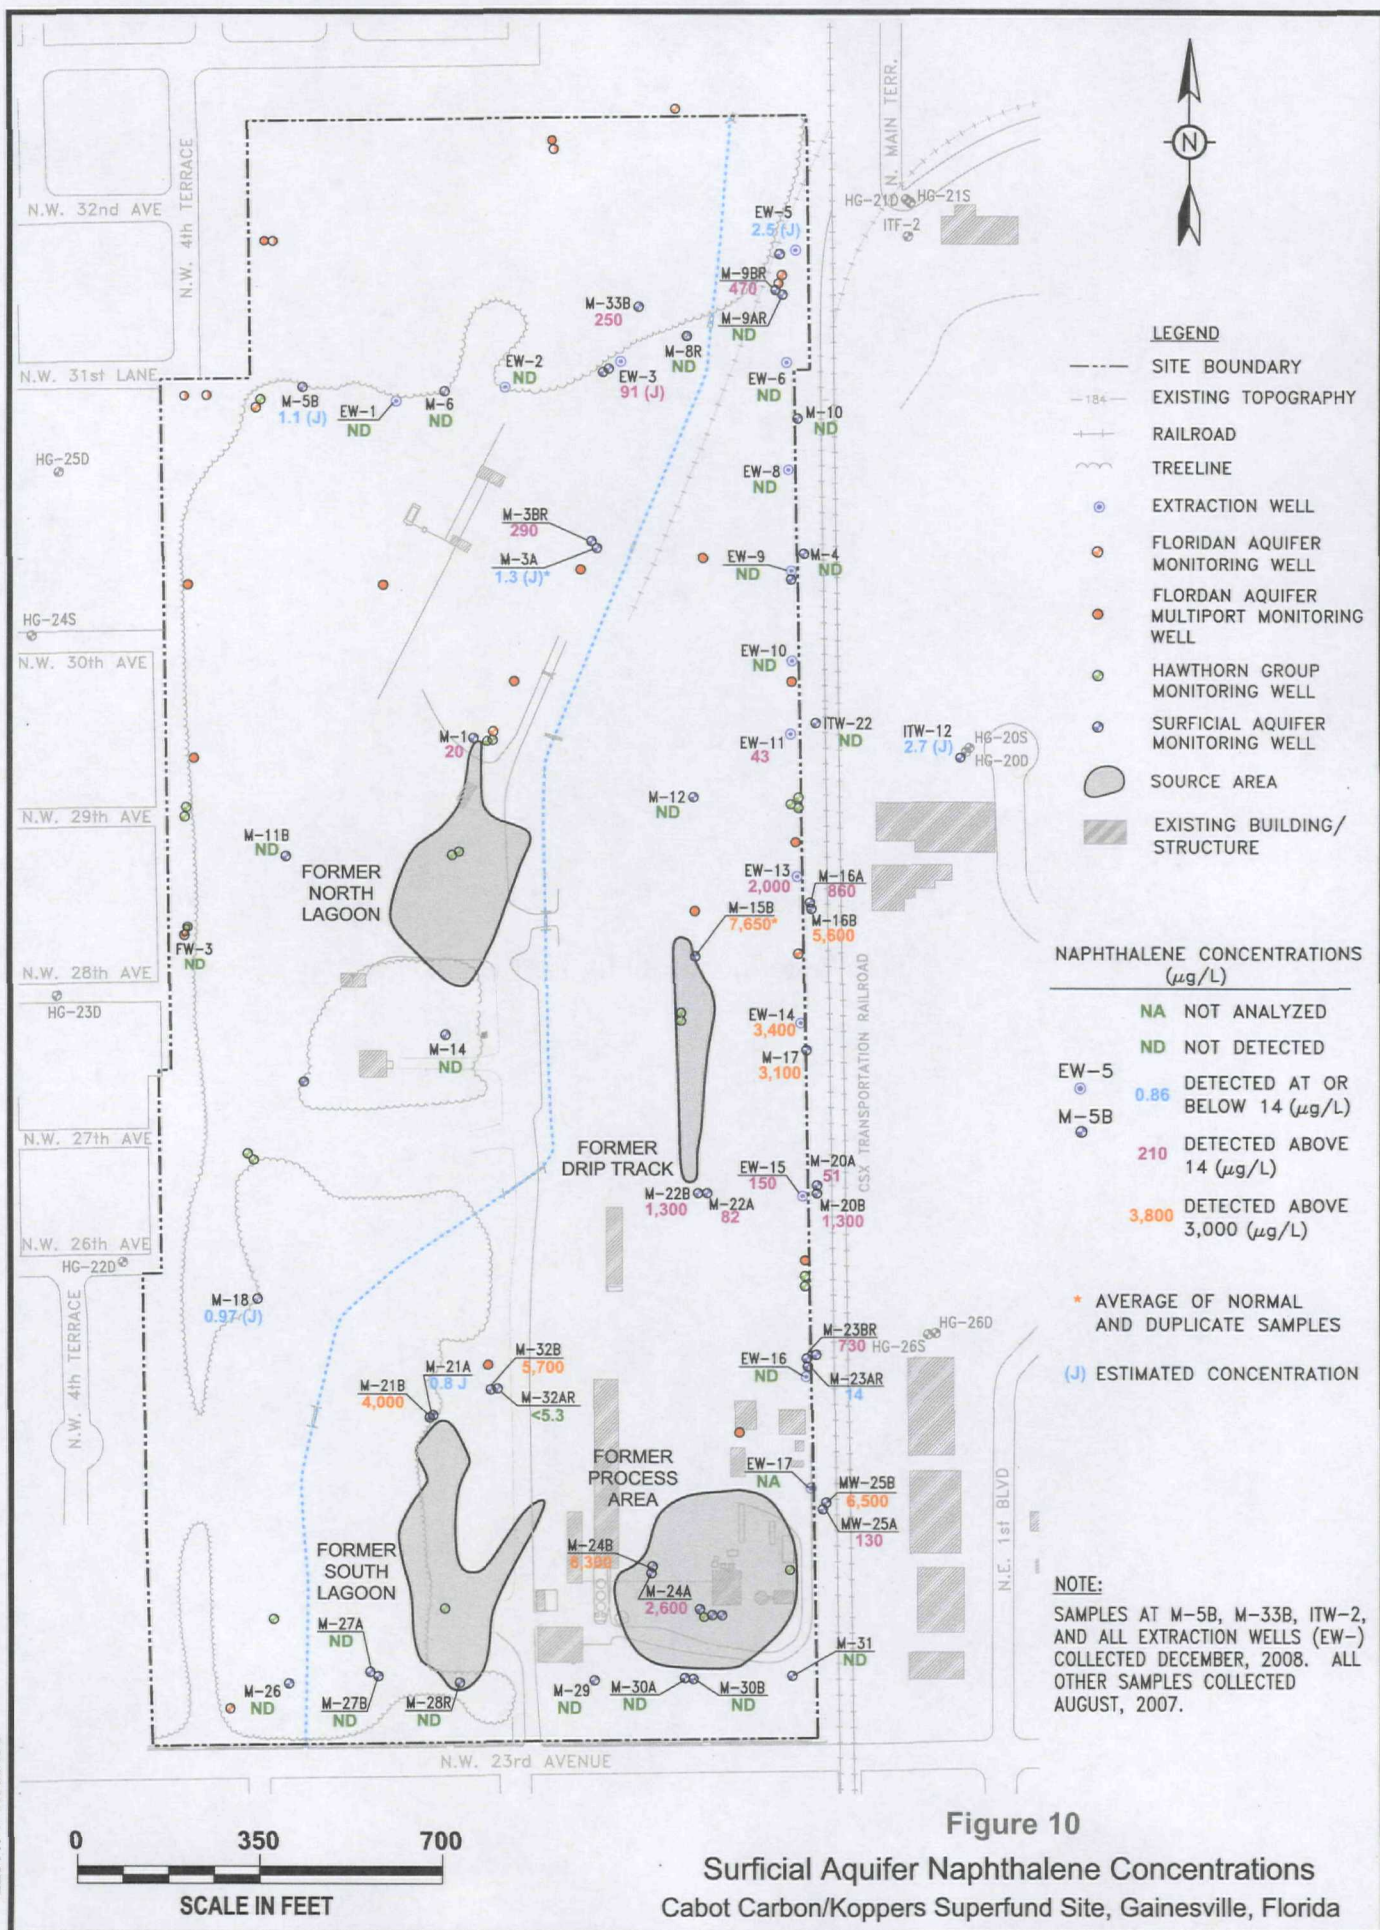 N. MAIN TERR.
N.W. 4th TERRACE
N
N.W. 32nd AVE
HG-21D
HG-21S
ITF-2
EW-5
2.5 (J)
M-9BR
470
M-9AR
ND
M-33B
250
M-8R
ND
EW-2
ND
EW-3
91 (J)
EW-6
ND
N.W. 31st LANE
M-5B
1.1 (J)
EW-1
ND
M-6
ND
M-10
ND
HG-25D
EW-8
ND
M-3BR
290
M-3A
1.3 (J)*
EW-9
ND
M-4
ND
HG-24S
N.W. 30th AVE
EW-10
ND
M-1
20
ITW-22
ND
EW-11
43
ITW-12
2.7 (J)
HG-20S
HG-20D
M-12
ND
N.W. 29th AVE
M-11B
ND
FORMER
NORTH
LAGOON
EW-13
2,000
M-16A
860
M-15B
7,650*
M-16B
5,600
FW-3
ND
N.W. 28th AVE
HG-23D
CSX TRANSPORTATION RAILROAD
EW-14
3,400
M-14
ND
M-17
3,100
N.W. 27th AVE
FORMER
DRIP TRACK
EW-15
150
M-20A
51
M-22B
1,300
M-22A
82
M-20B
1,300
N.W. 26th AVE
HG-22D
M-18
0.97 (J)
N.W. 4th TERRACE
M-23BR
730
HG-26D
HG-26S
M-32B
5,700
M-21A
0.8 J
M-21B
4,000
M-32AR
<5.3
EW-16
ND
M-23AR
14
FORMER
PROCESS
AREA
EW-17
NA
MW-25B
6,500
MW-25A
130
N.E. 1st BLVD
FORMER
SOUTH
LAGOON
M-24B
6,300
M-24A
2,600
M-27A
ND
M-31
ND
M-26
ND
M-27B
ND
M-28R
ND
M-29
ND
M-30A
ND
M-30B
ND
N.W. 23rd AVENUE
LEGEND
SITE BOUNDARY
184
EXISTING TOPOGRAPHY
RAILROAD
TREELINE
EXTRACTION WELL
FLORIDAN AQUIFER
MONITORING WELL
FLORDAN AQUIFER
MULTIPORT MONITORING
WELL
HAWTHORN GROUP
MONITORING WELL
SURFICIAL AQUIFER
MONITORING WELL
SOURCE AREA
EXISTING BUILDING/
STRUCTURE
NAPHTHALENE CONCENTRATIONS
(µg/L)
NA NOT ANALYZED
ND NOT DETECTED
EW-5
M-5B
0.86 DETECTED AT OR
BELOW 14 (µg/L)
210 DETECTED ABOVE
14 (µg/L)
3,800 DETECTED ABOVE
3,000 (µg/L)
* AVERAGE OF NORMAL
AND DUPLICATE SAMPLES
(J) ESTIMATED CONCENTRATION
NOTE:
SAMPLES AT M-5B, M-33B, ITW-2,
AND ALL EXTRACTION WELLS (EW-)
COLLECTED DECEMBER, 2008. ALL
OTHER SAMPLES COLLECTED
AUGUST, 2007.
0 350 700
SCALE IN FEET
Figure 10
Surficial Aquifer Naphthalene Concentrations
Cabot Carbon/Koppers Superfund Site, Gainesville, Florida